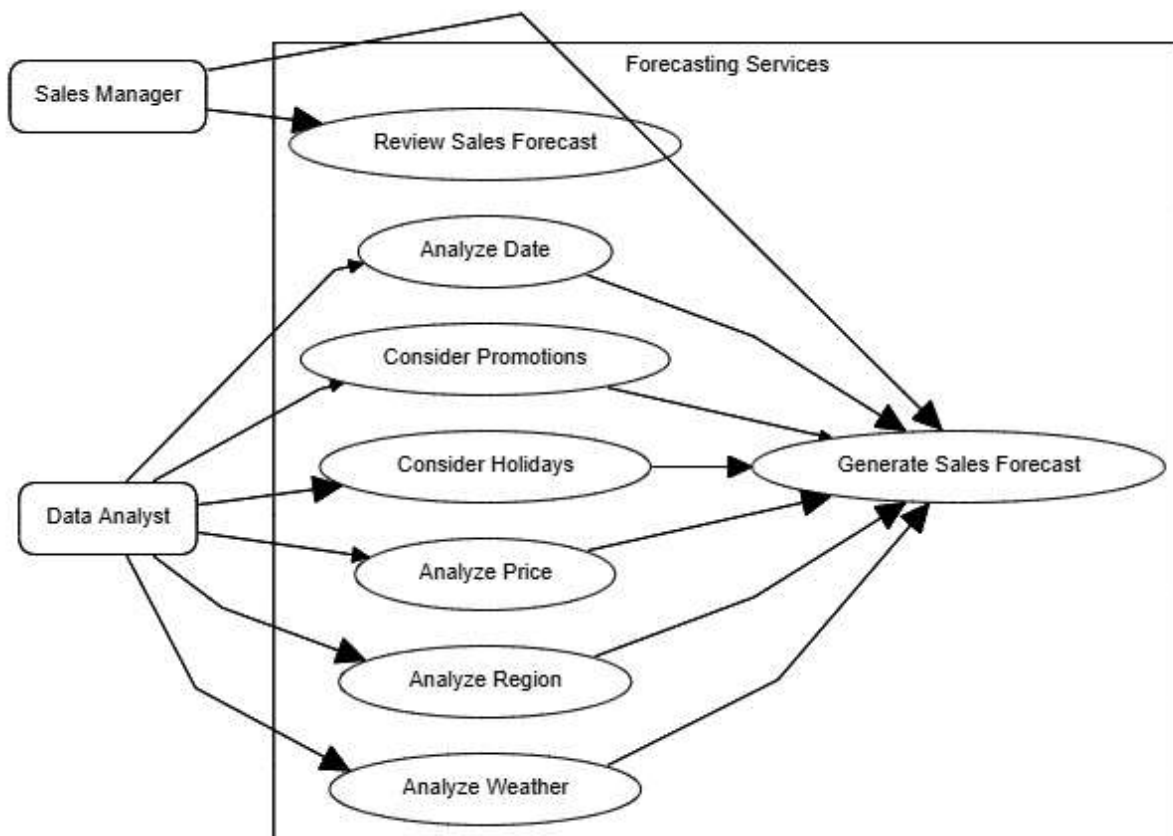 Forecasting Services
Sales Manager
Review Sales Forecast
Analyze Date
Consider Promotions
Consider Holidays
Generate Sales Forecast
Data Analyst
Analyze Price
Analyze Region
Analyze Weather